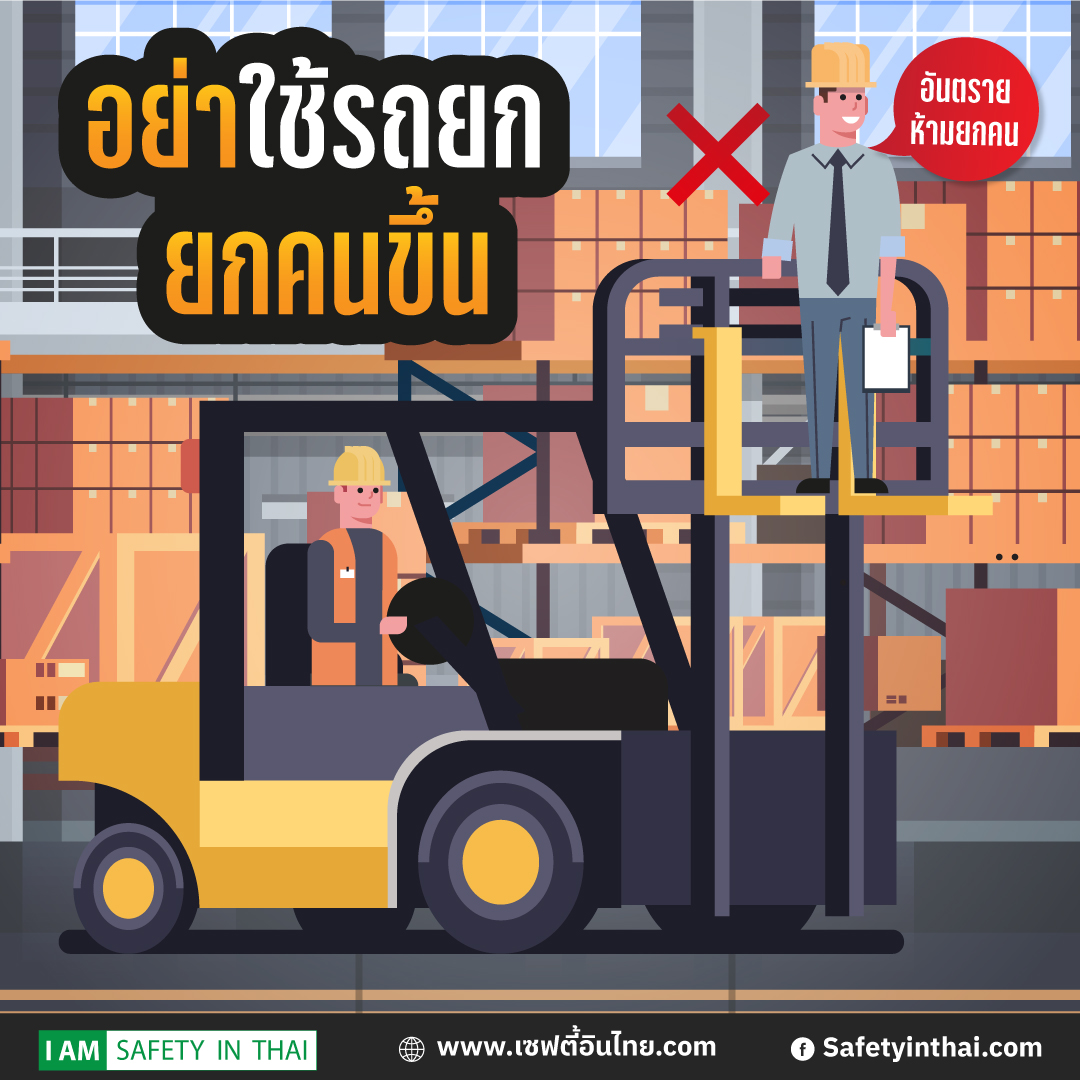 อย่าใช้รถยก
ยกคนขึ้น
อันตราย
ห้ามยกคน
I AM SAFETY IN THAI
www.เซฟตี้อินไทย.com
Safetyinthai.com